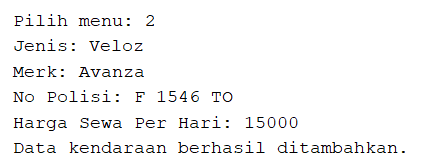 Pilih menu: 2
Jenis: Veloz
Merk: Avanza
No Polisi: F 1546 TO
Harga Sewa Per Hari: 15000
Data kendaraan berhasil ditambahkan.